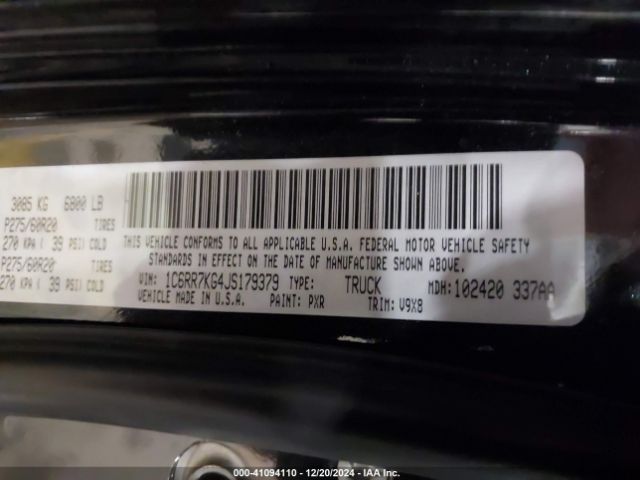 3085 KG 6800 LB
P275/60R20 TIRES
270 KPA ( 39 PSI) COLD
P275/60R20 TIRES
270 KPA ( 39 PSI) COLD
THIS VEHICLE CONFORMS TO ALL APPLICABLE U.S.A. FEDERAL MOTOR VEHICLE SAFETY
STANDARDS IN EFFECT ON THE DATE OF MANUFACTURE SHOWN ABOVE.
VIN: 1C6RR7KG4JS179379 TYPE: TRUCK MDH: 102420 337AA
VEHICLE MADE IN U.S.A. PAINT: PXR TRIM: V9X8
000-41094110 - 12/20/2024 - IAAI.COM